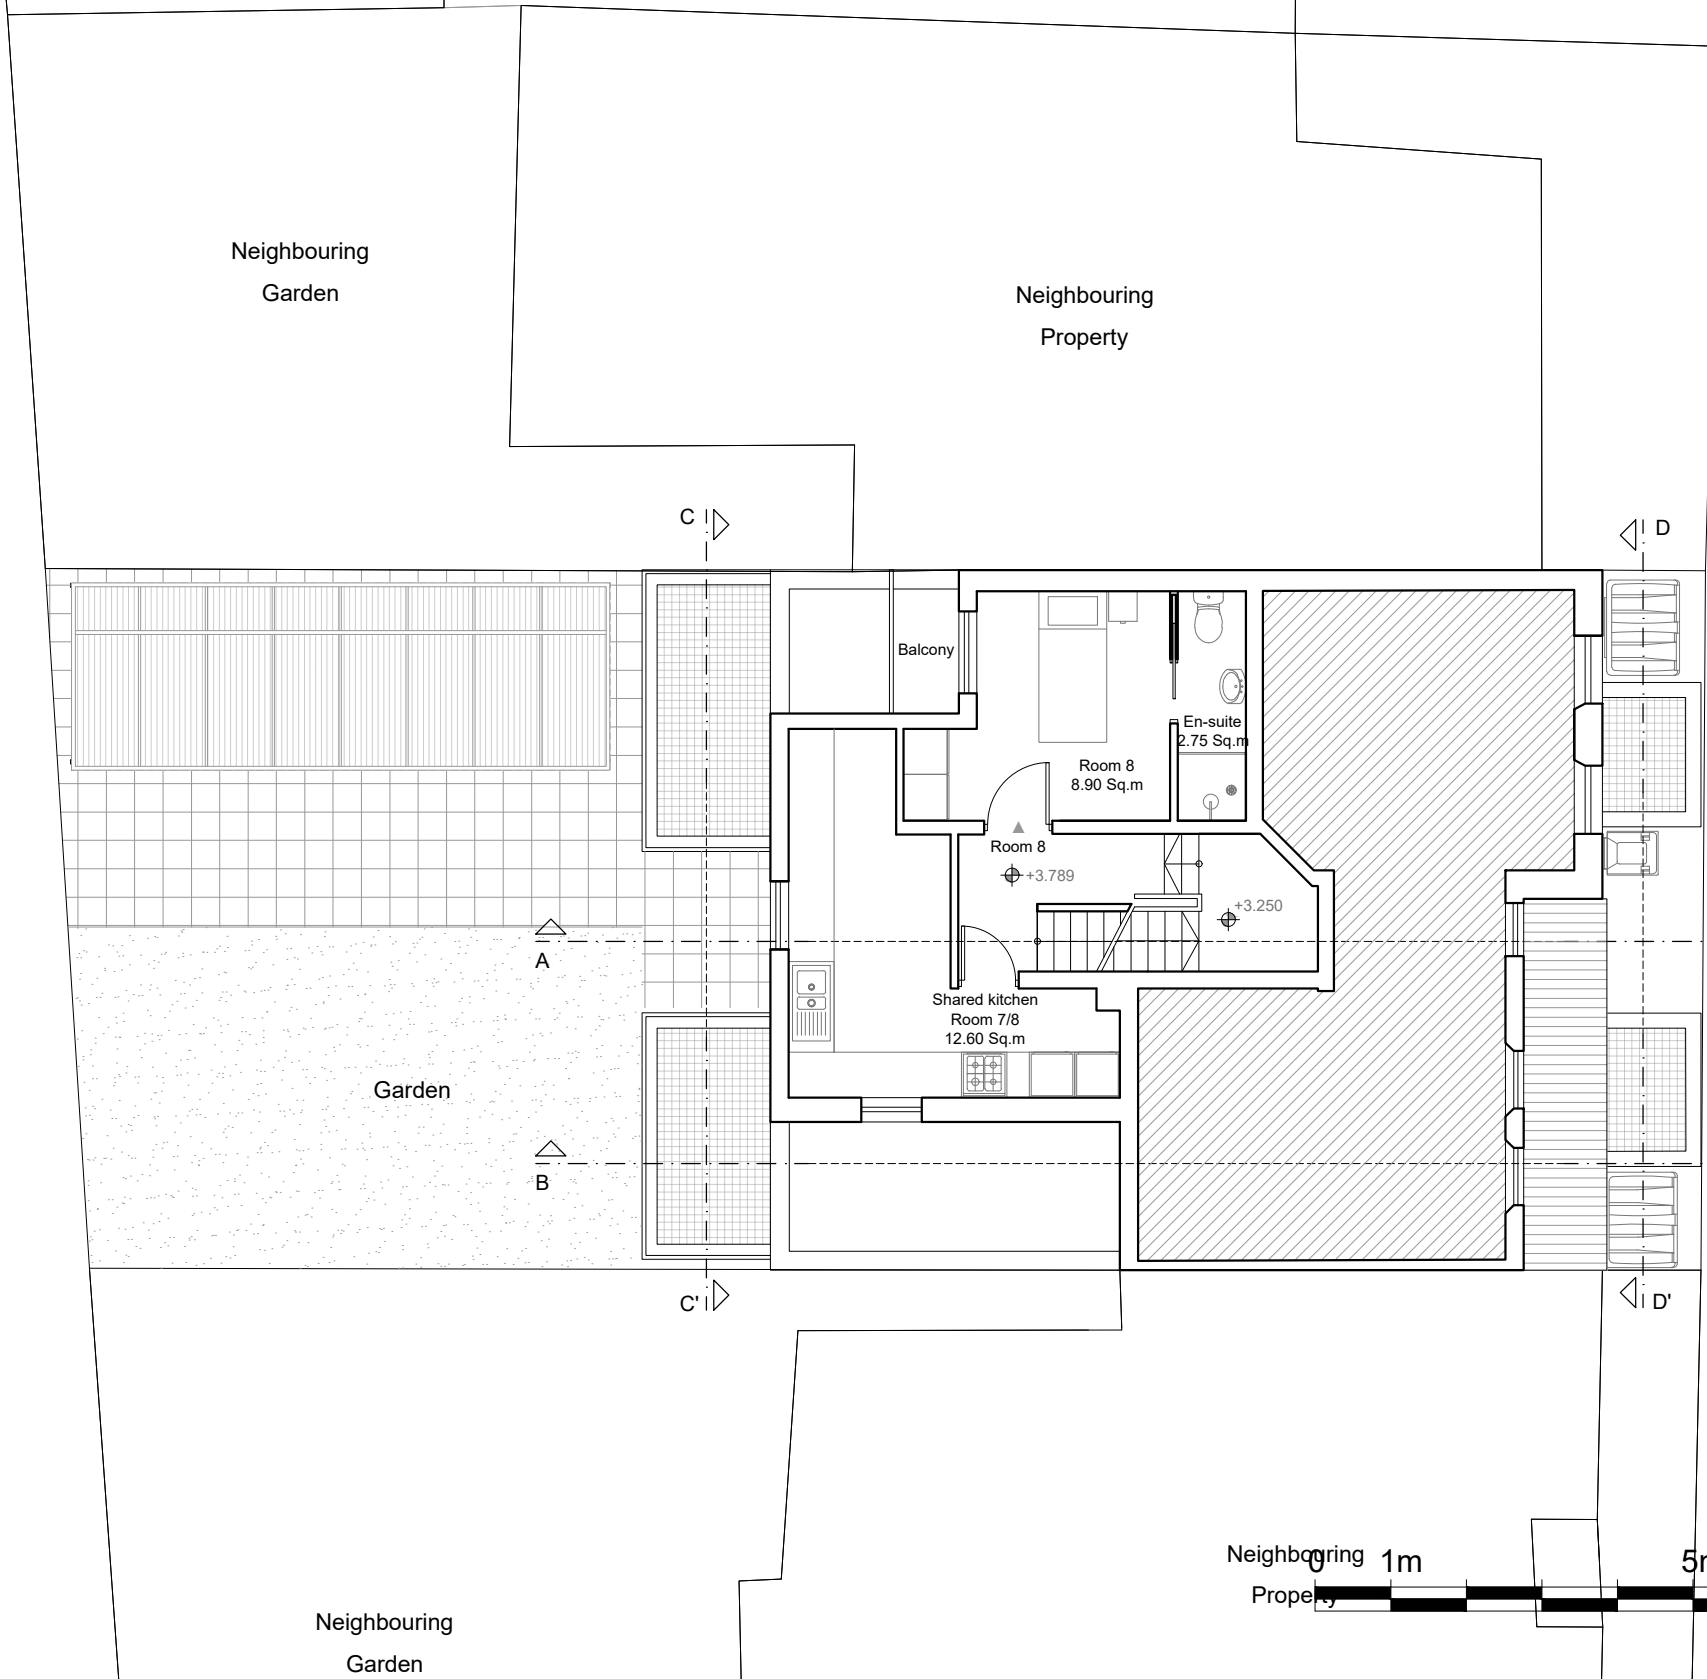 Neighbouring
Garden
Neighbouring
Property
C
D
Balcony
En-suite
2.75 Sq.m
Room 8
8.90 Sq.m
Room 8
+3.789
+3.250
A
Shared kitchen
Room 7/8
12.60 Sq.m
Garden
B
C'
D'
Neighbouring
Property
0 1m
Neighbouring
Garden